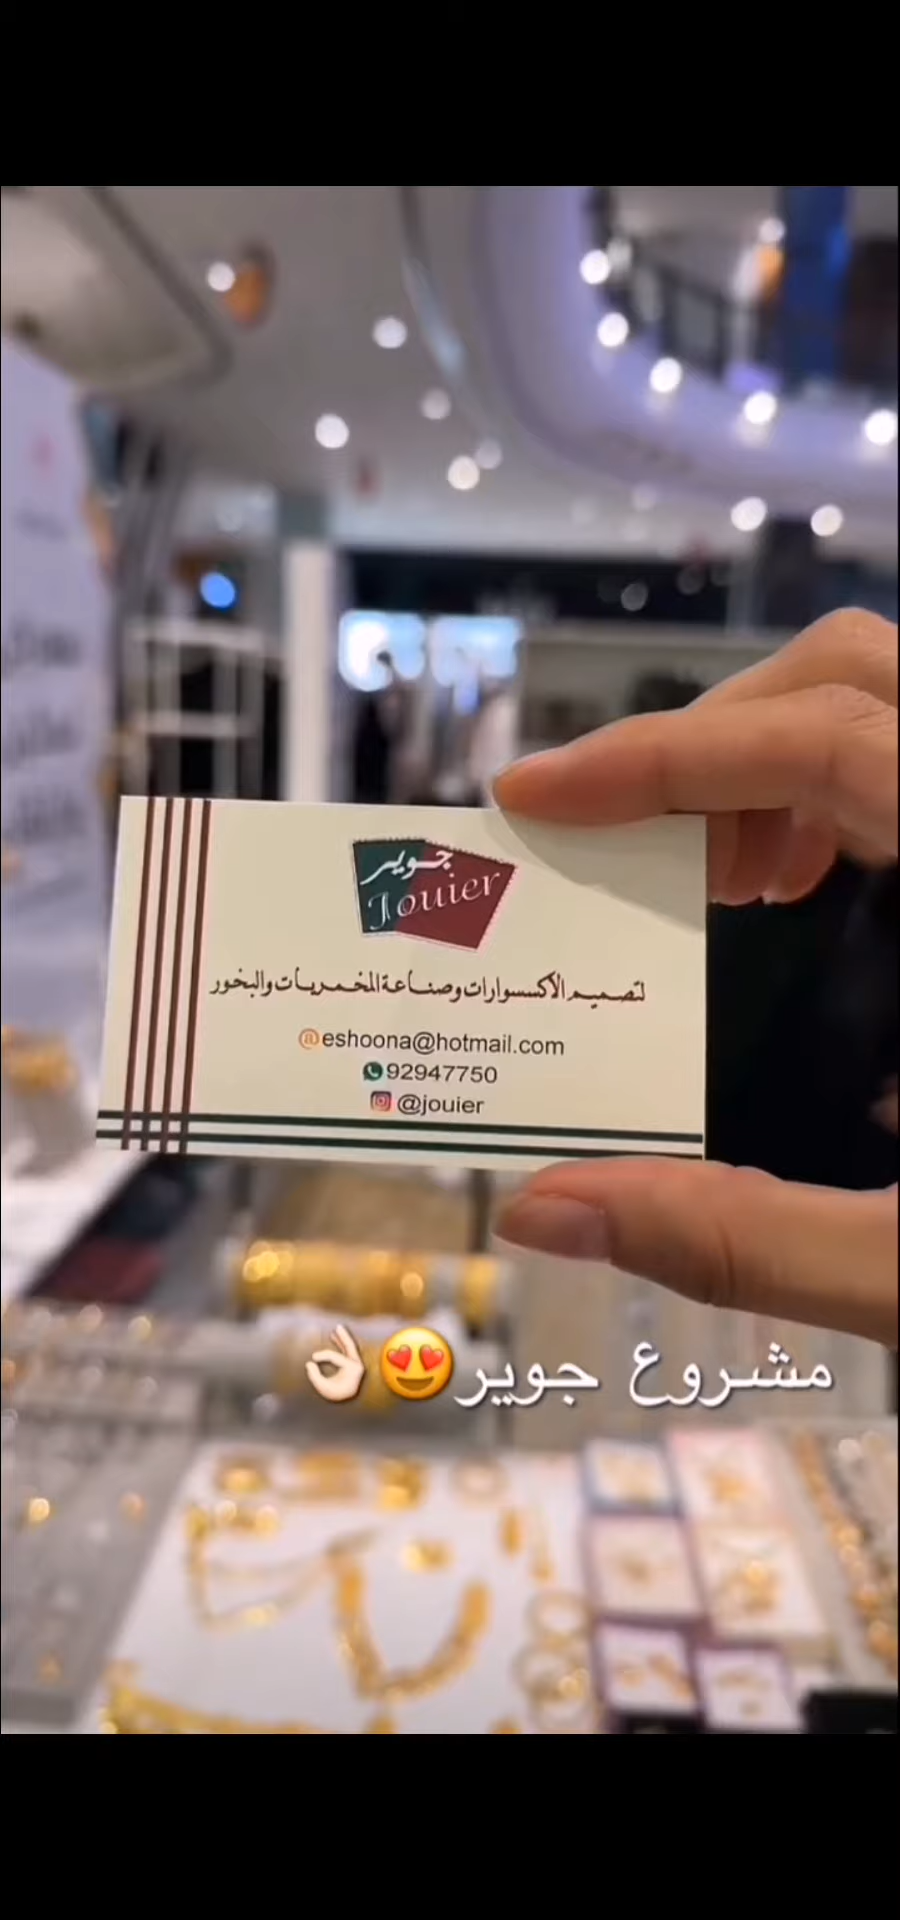 جوير
Jouier
لتصميم الاكسسوارات وصناعة المخمريات والبخور
@eshoona@hotmail.com
92947750
@jouier
مشروع جوير😍👌🏻